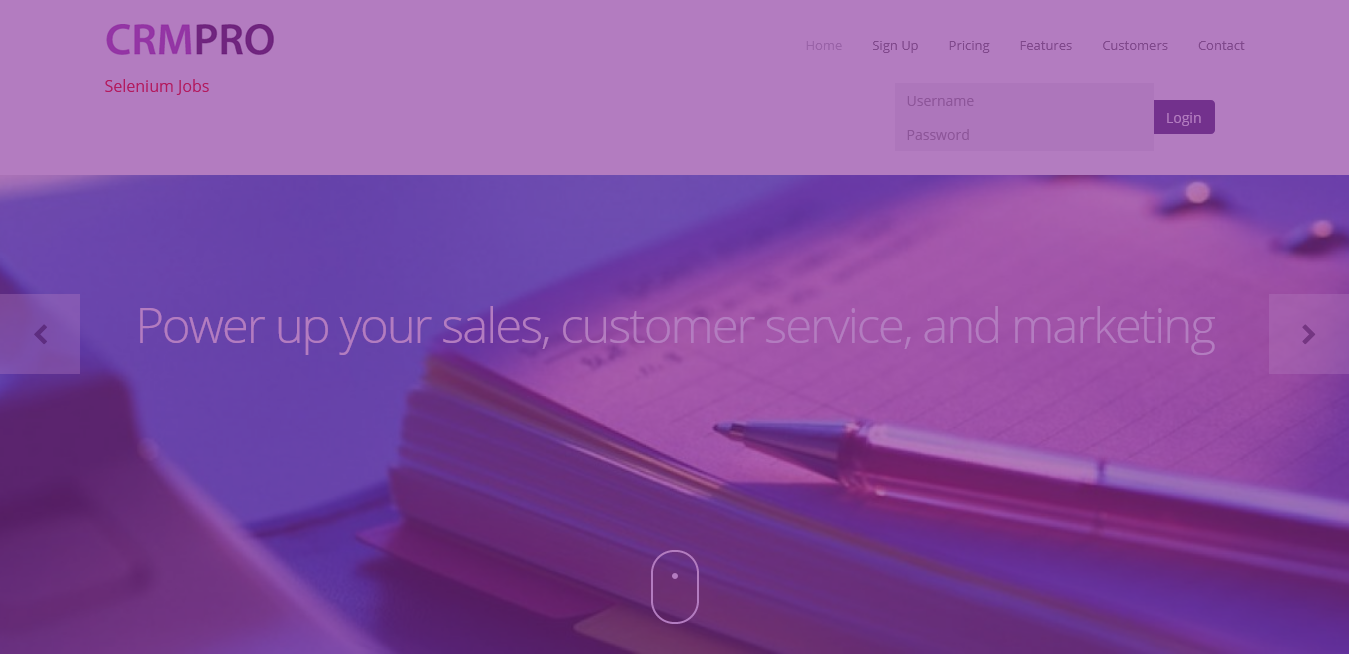 CRMPRO
Home Sign Up Pricing Features Customers Contact
Selenium Jobs
Username
Password
Login
Power up your sales, customer service, and marketing